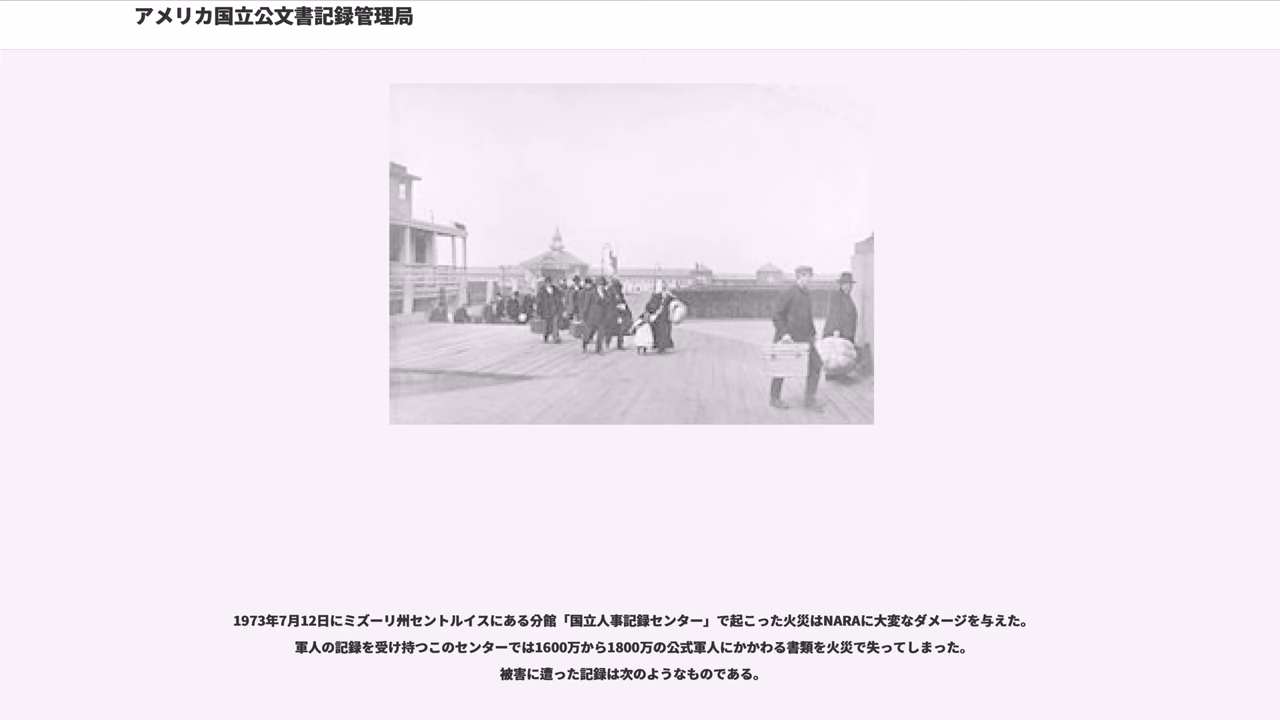 アメリカ国立公文書記録管理局
1973年7月12日にミズーリ州セントルイスにある分館「国立人事記録センター」で起こった火災はNARAに大変なダメージを与えた。
軍人の記録を受け持つこのセンターでは1600万から1800万の公式軍人にかかわる書類を火災で失ってしまった。
被害に遭った記録は次のようなものである。